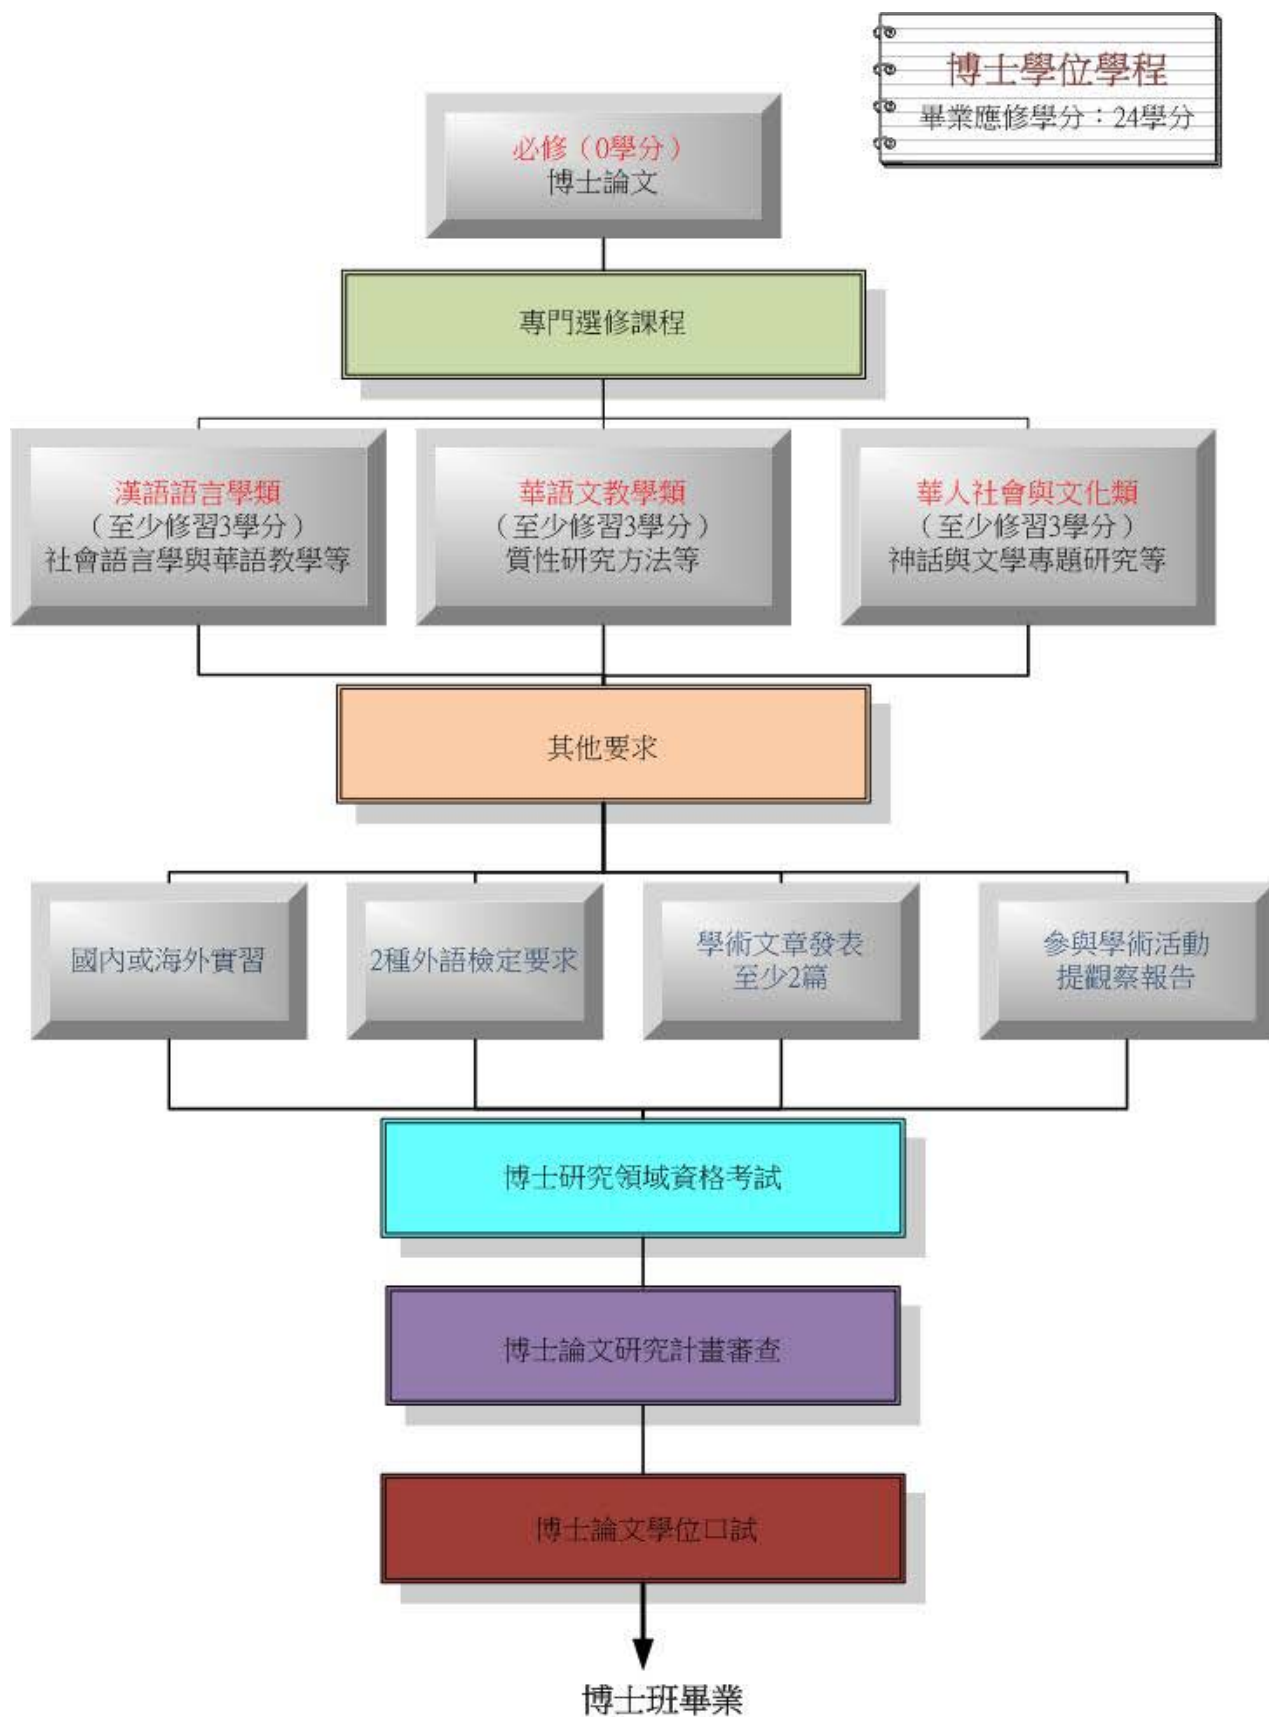 博士學位學程
畢業應修學分：24學分
必修（0學分）
博士論文
專門選修課程
漢語語言學類
（至少修習3學分）
社會語言學與華語教學等
華語文教學類
（至少修習3學分）
質性研究方法等
華人社會與文化類
（至少修習3學分）
神話與文學專題研究等
其他要求
國內或海外實習
2種外語檢定要求
學術文章發表
至少2篇
參與學術活動
提觀察報告
博士研究領域資格考試
博士論文研究計畫審查
博士論文學位口試
博士班畢業